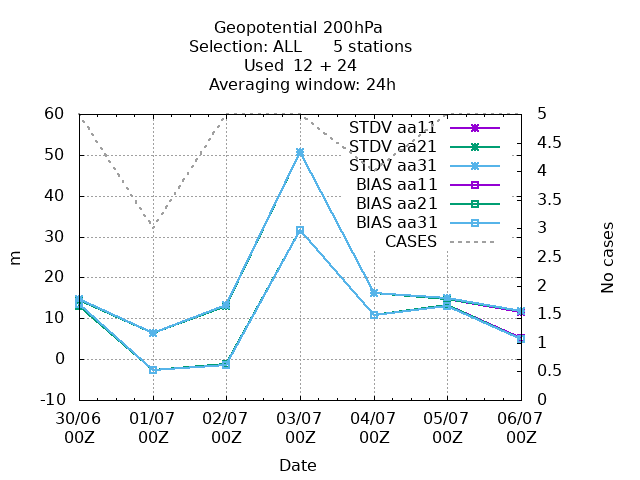 Geopotential 200hPa
Selection: ALL 5 stations
Used 12 + 24
Averaging window: 24h
60
50
40
30
20
10
0
-10
m
5
4.5
4
3.5
3
2.5
2
1.5
1
0.5
0
No cases
STDV aa11
STDV aa21
STDV aa31
BIAS aa11
BIAS aa21
BIAS aa31
CASES
30/06 01/07 02/07 03/07 04/07 05/07 06/07
00Z 00Z 00Z 00Z 00Z 00Z 00Z
Date